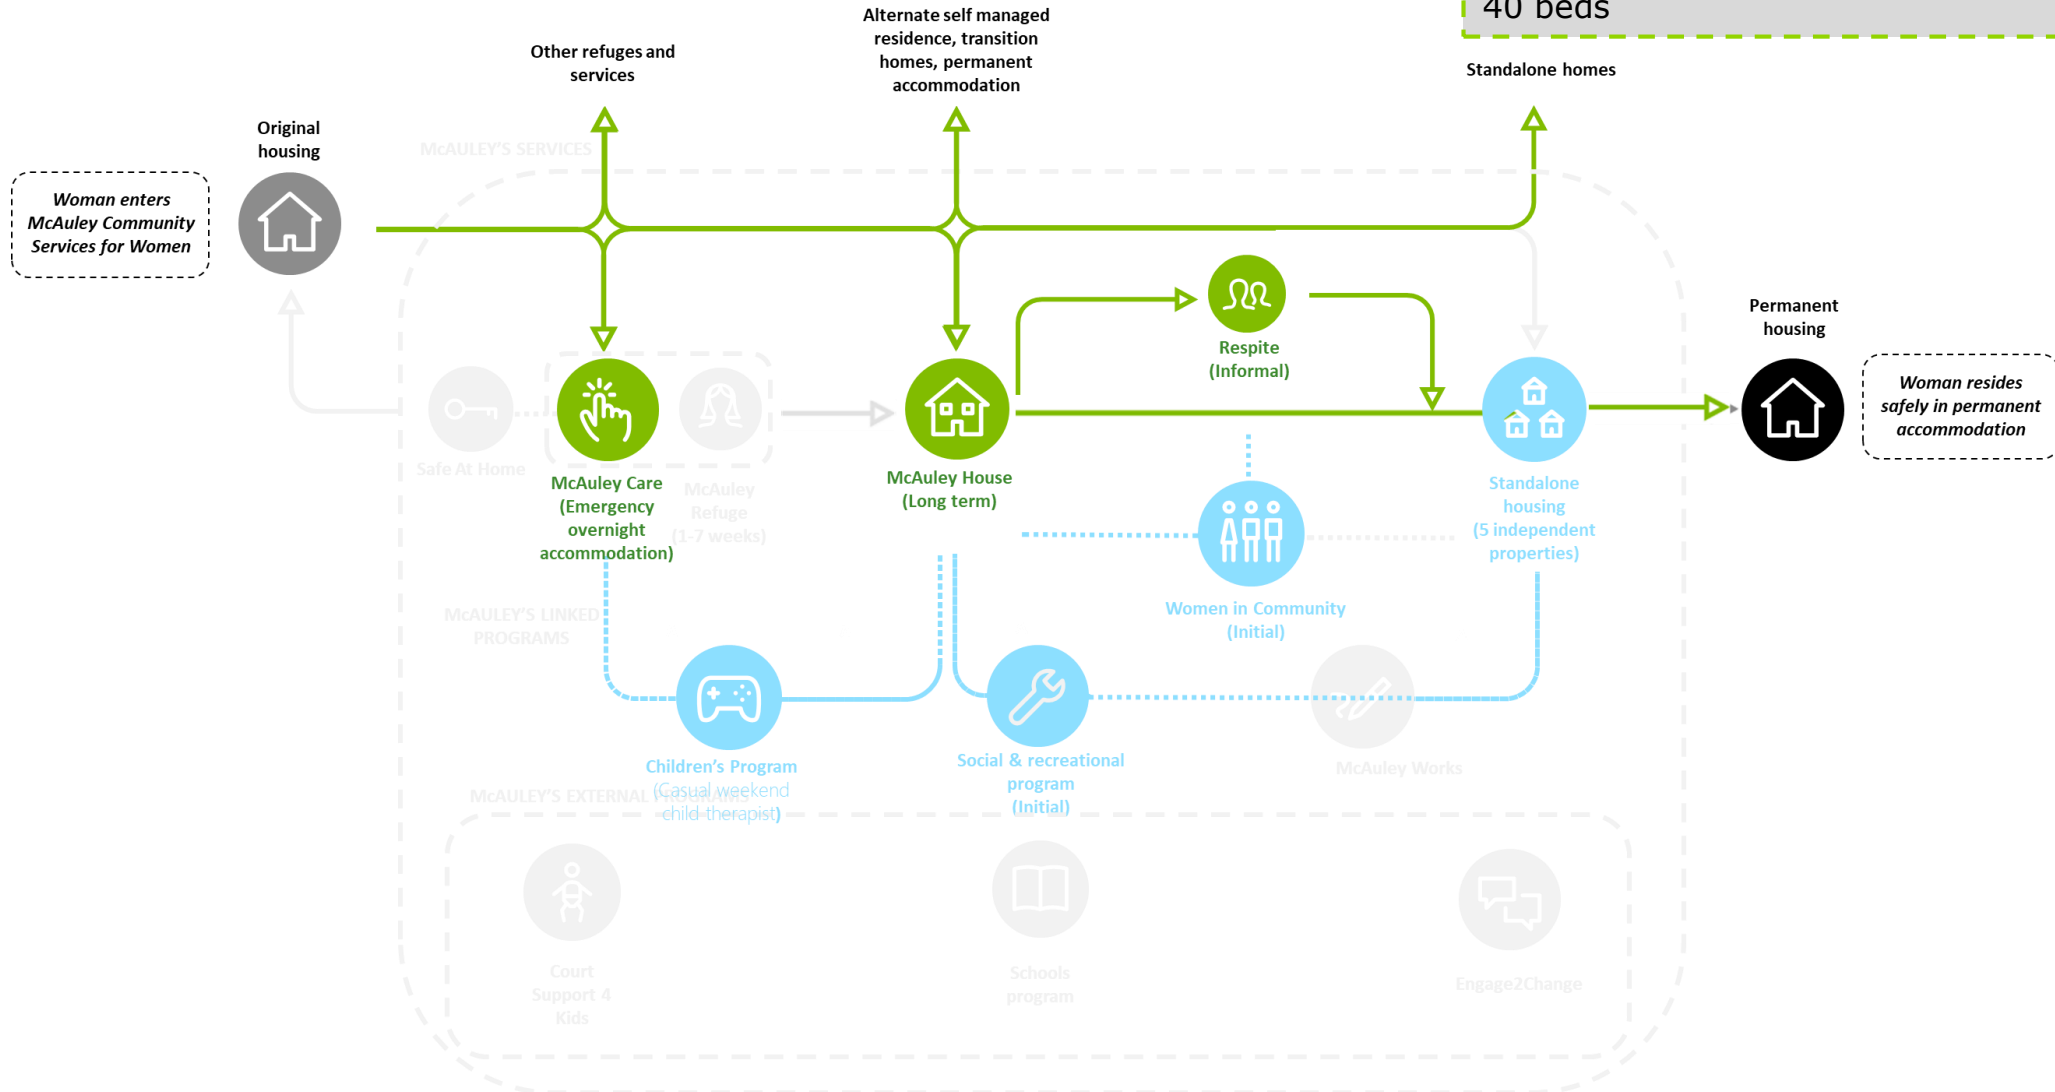 40 beds
Alternate self managed
residence, transition
homes, permanent
accommodation
Other refuges and
services
Standalone homes
Original
housing
McAULEY'S SERVICES
Woman enters
McAuley Community
Services for Women
Permanent
housing
Respite
(Informal)
Woman resides
safely in permanent
accommodation
Safe At Home
McAuley Care
(Emergency
overnight
accommodation)
McAuley
Refuge
(1-7 weeks)
McAuley House
(Long term)
Standalone
housing
(5 independent
properties)
Women in Community
(Initial)
McAULEY'S LINKED
PROGRAMS
Children's Program
(Casual weekend
child therapist)
Social & recreational
program
(Initial)
McAuley Works
McAULEY'S EXTERNAL PROGRAMS
Court
Support 4
Kids
Schools
program
Engage2Change